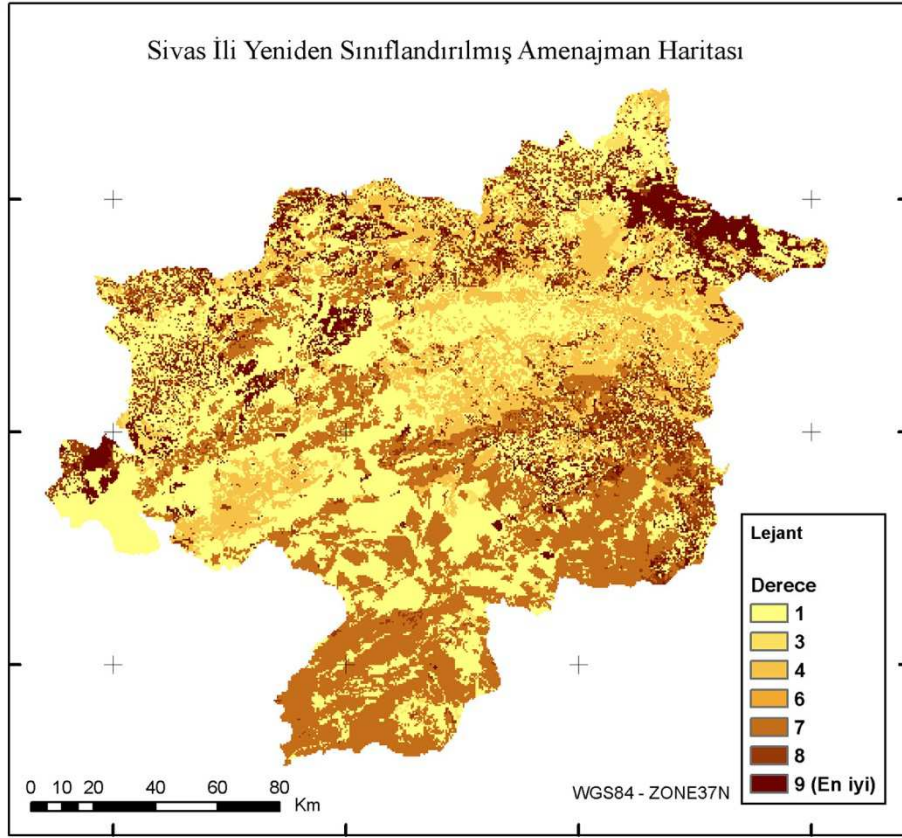 Sivas İli Yeniden Sınıflandırılmış Amenajman Haritası
Lejant
Derece
1
3
4
6
7
8
9 (En iyi)
0 10 20 40 60 80
Km
WGS84 - ZONE37N